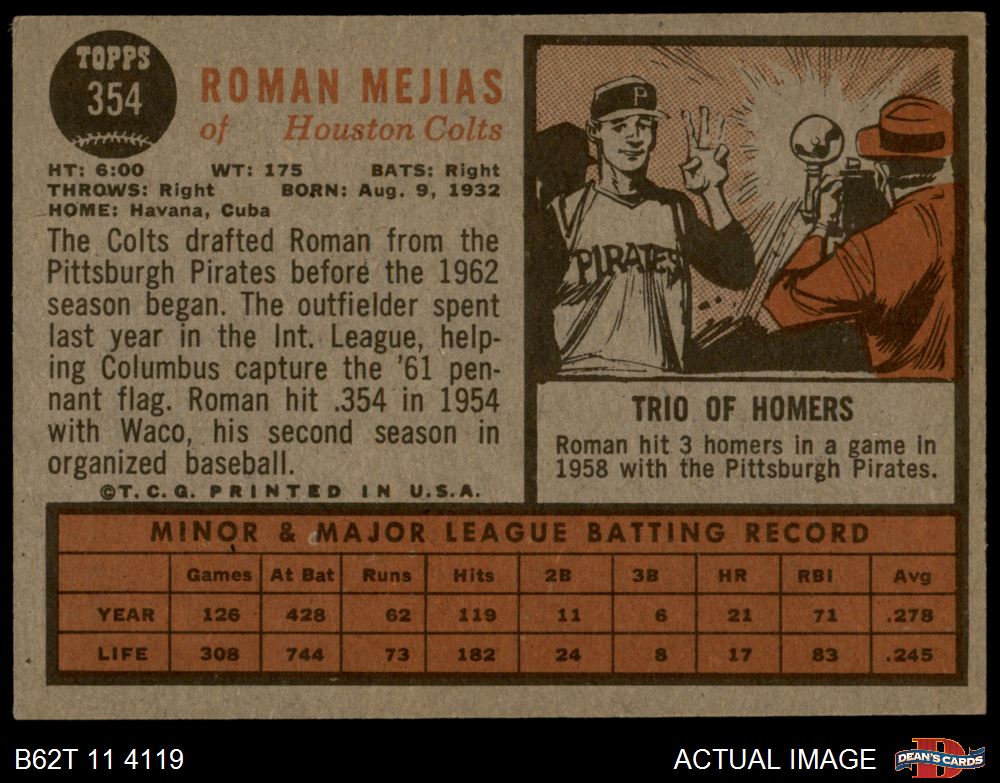 TOPPS
354
ROMAN MEJIAS
of Houston Colts
HT: 6:00 WT: 175 BATS: Right
THROWS: Right BORN: Aug. 9, 1932
HOME: Havana, Cuba
The Colts drafted Roman from the
Pittsburgh Pirates before the 1962
season began. The outfielder spent
last year in the Int. League, help-
ing Columbus capture the '61 pen-
nant flag. Roman hit .354 in 1954
with Waco, his second season in
organized baseball.
©T.C.G. PRINTED IN U.S.A.
P
PIRATES
TRIO OF HOMERS
Roman hit 3 homers in a game in
1958 with the Pittsburgh Pirates.
MINOR & MAJOR LEAGUE BATTING RECORD
Games At Bat Runs Hits 2B 3B HR RBI Avg
YEAR 126 428 62 119 11 6 21 71 .278
LIFE 308 744 73 182 24 8 17 83 .245
B62T 11 4119
ACTUAL IMAGE
D
DEAN'S CARDS